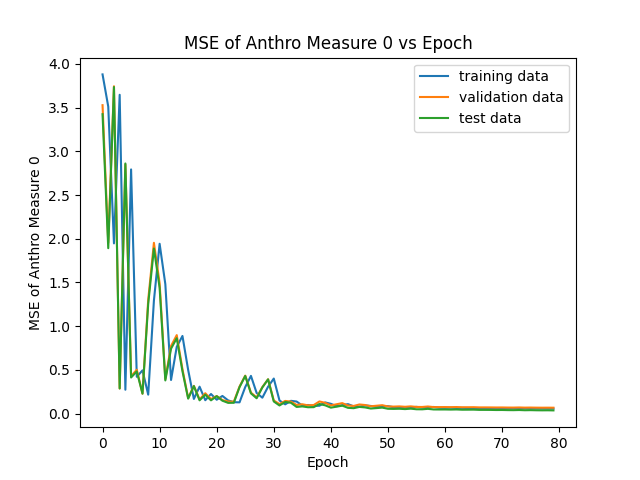 MSE of Anthro Measure 0 vs Epoch
training data
validation data
test data
MSE of Anthro Measure 0
4.0
3.5
3.0
2.5
2.0
1.5
1.0
0.5
0.0
0 10 20 30 40 50 60 70 80
Epoch